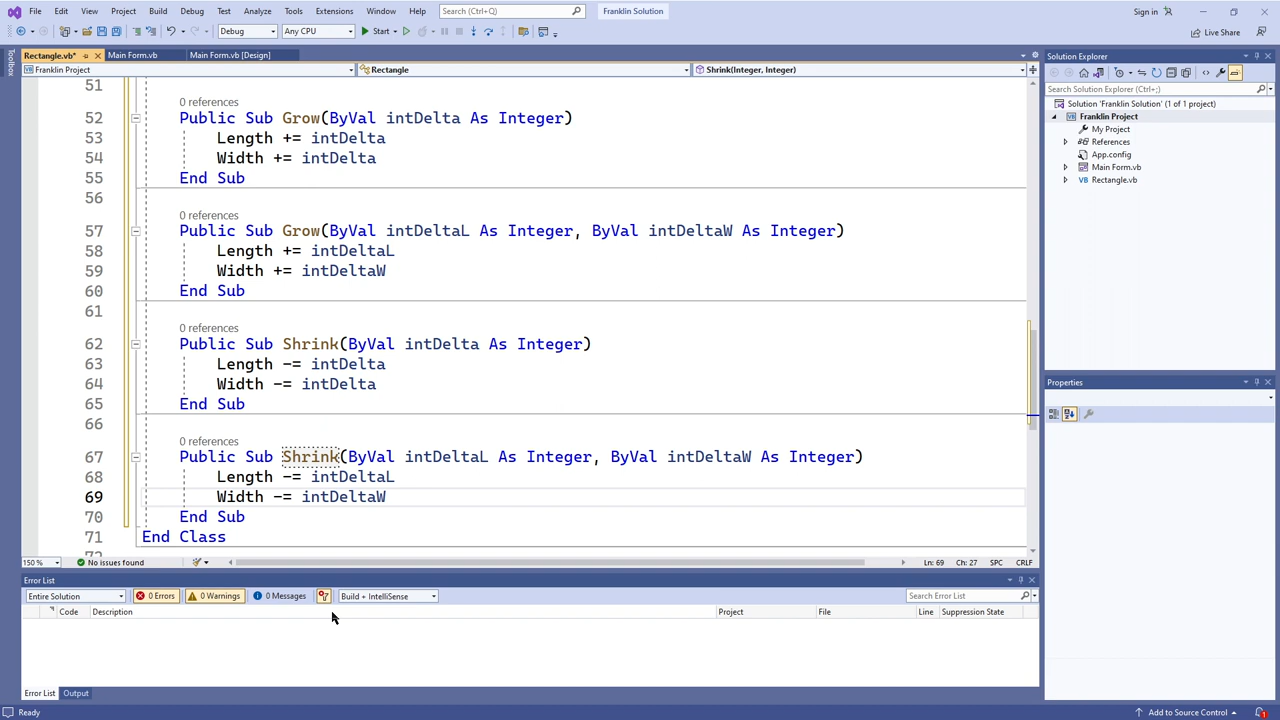 File Edit View Project Build Debug Test Analyze Tools Extensions Window Help Search (Ctrl+Q) Franklin Solution Sign in
Debug Any CPU Start Live Share
Toolbox
Rectangle.vb* Main Form.vb Main Form.vb [Design]
Franklin Project Rectangle Shrink(Integer, Integer)
51
0 references
52 Public Sub Grow(ByVal intDelta As Integer)
53 Length += intDelta
54 Width += intDelta
55 End Sub
56
0 references
57 Public Sub Grow(ByVal intDeltaL As Integer, ByVal intDeltaW As Integer)
58 Length += intDeltaL
59 Width += intDeltaW
60 End Sub
61
0 references
62 Public Sub Shrink(ByVal intDelta As Integer)
63 Length -= intDelta
64 Width -= intDelta
65 End Sub
66
0 references
67 Public Sub Shrink(ByVal intDeltaL As Integer, ByVal intDeltaW As Integer)
68 Length -= intDeltaL
69 Width -= intDeltaW
70 End Sub
71 End Class
72
150 % No issues found Ln: 69 Ch: 27 SPC CRLF
Error List
Entire Solution 0 Errors 0 Warnings 0 Messages Build + IntelliSense Search Error List
Code Description Project File Line Suppression State
Error List Output
Ready Add to Source Control 1
Solution Explorer
Search Solution Explorer (Ctrl+;)
Solution 'Franklin Solution' (1 of 1 project)
VB Franklin Project
My Project
References
App.config
Main Form.vb
VB Rectangle.vb
Properties